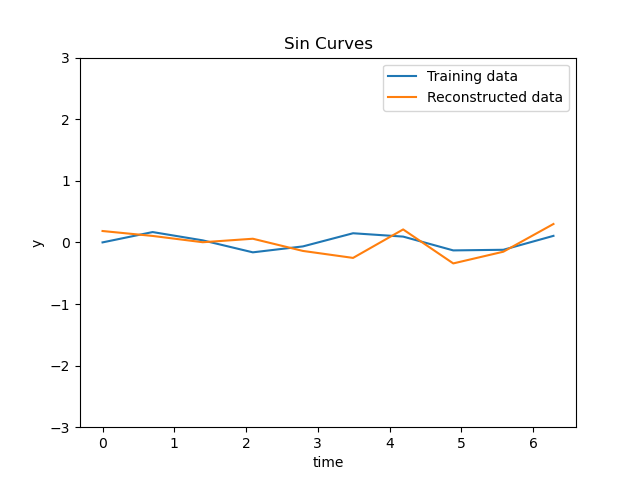 Sin Curves
Training data
Reconstructed data
3
2
1
0
−1
−2
−3
y
0 1 2 3 4 5 6
time